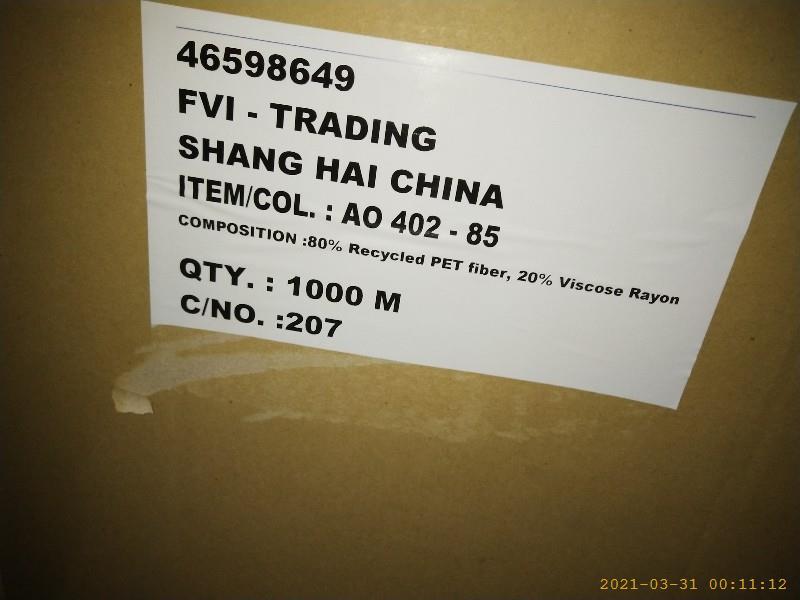 46598649
FVI - TRADING
SHANG HAI CHINA
ITEM/COL. : AO 402 - 85
COMPOSITION :80% Recycled PET fiber, 20% Viscose Rayon
QTY. : 1000 M
C/NO. :207
2021-03-31 00:11:12